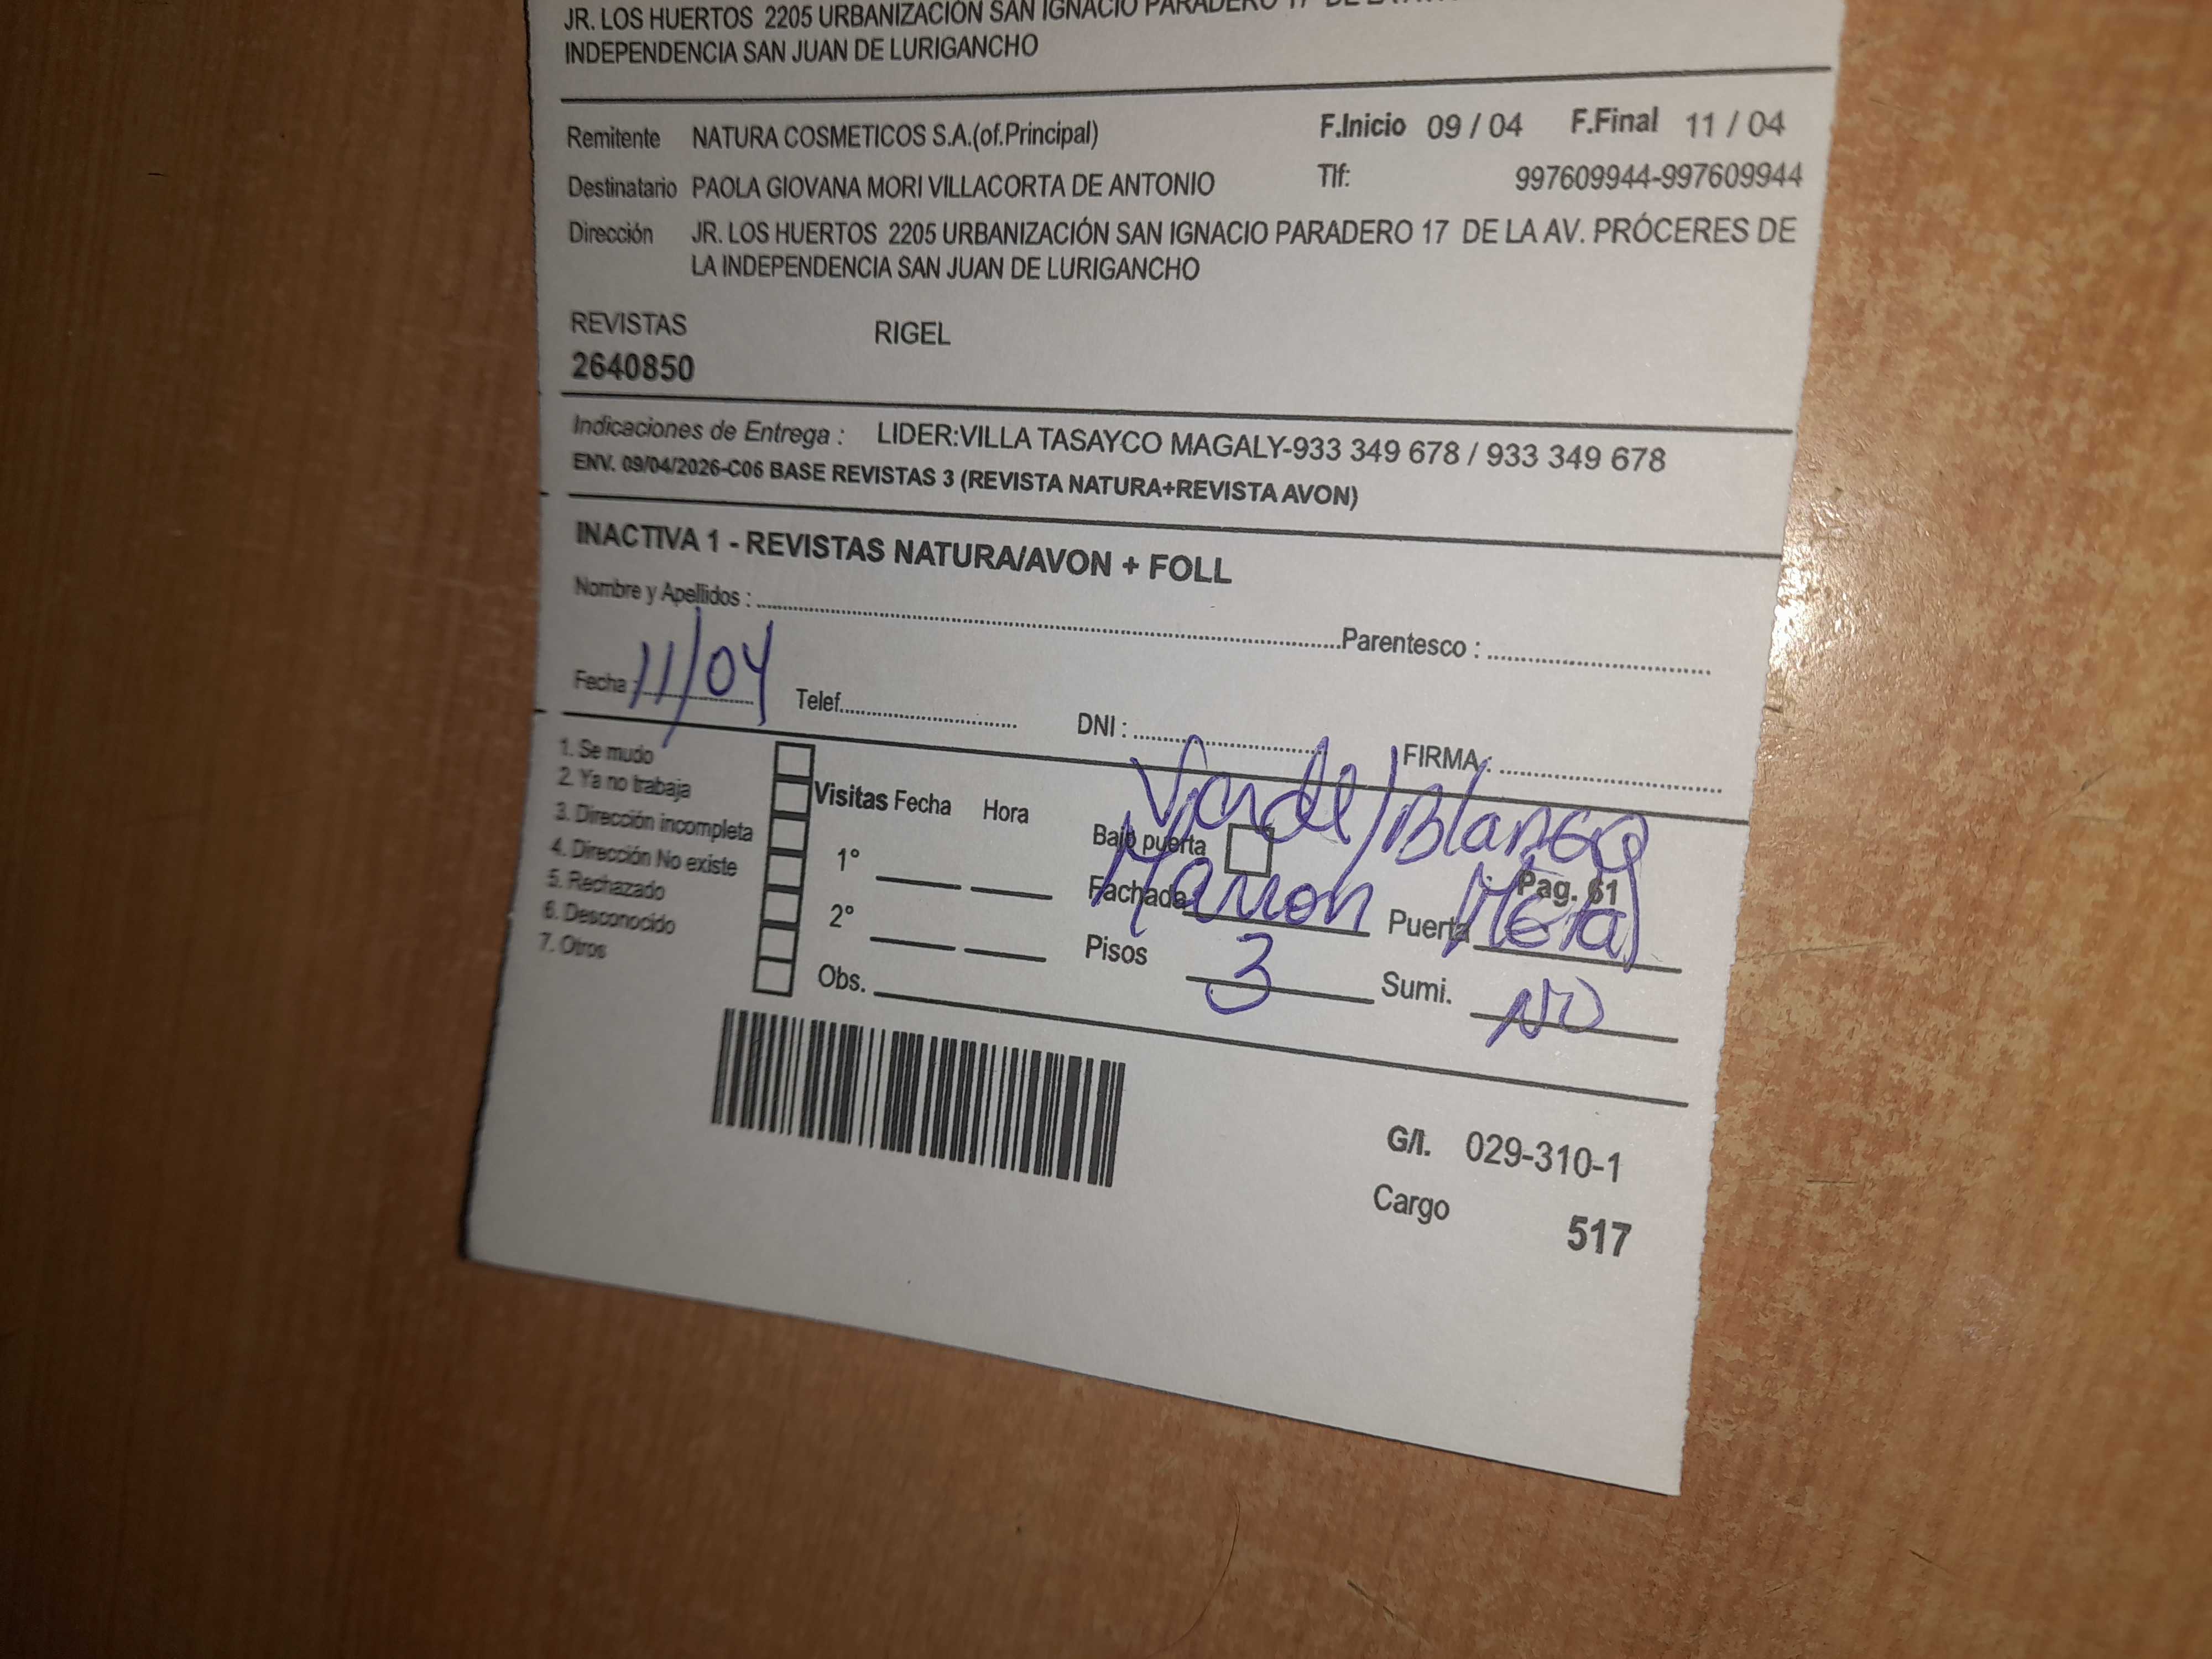 JR. LOS HUERTOS 2205 URBANIZACIÓN SAN IGNACIO PARADERO 17
INDEPENDENCIA SAN JUAN DE LURIGANCHO
Remitente NATURA COSMETICOS S.A.(of.Principal) F.Inicio 09 / 04 F.Final 11 / 04
Destinatario PAOLA GIOVANA MORI VILLACORTA DE ANTONIO Tlf: 997609944-997609944
Dirección JR. LOS HUERTOS 2205 URBANIZACIÓN SAN IGNACIO PARADERO 17 DE LA AV. PRÓCERES DE
LA INDEPENDENCIA SAN JUAN DE LURIGANCHO
REVISTAS RIGEL
2640850
Indicaciones de Entrega : LIDER:VILLA TASAYCO MAGALY-933 349 678 / 933 349 678
ENV. 09/04/2026-C06 BASE REVISTAS 3 (REVISTA NATURA+REVISTA AVON)
INACTIVA 1 - REVISTAS NATURA/AVON + FOLL
Nombre y Apellidos : Parentesco :
Fecha : 11/04 Telef. DNI : FIRMA :
1. Se mudo
2. Ya no trabaja
3. Dirección incompleta
4. Dirección No existe
5. Rechazado
6. Desconocido
7. Otros
Visitas Fecha Hora
1°
2°
Obs.
Verde/Blanco
Bajo puerta
Pag. 61
Fachada Marron Puerta Metal
Pisos 3 Sumi. NO
G/I. 029-310-1
Cargo 517